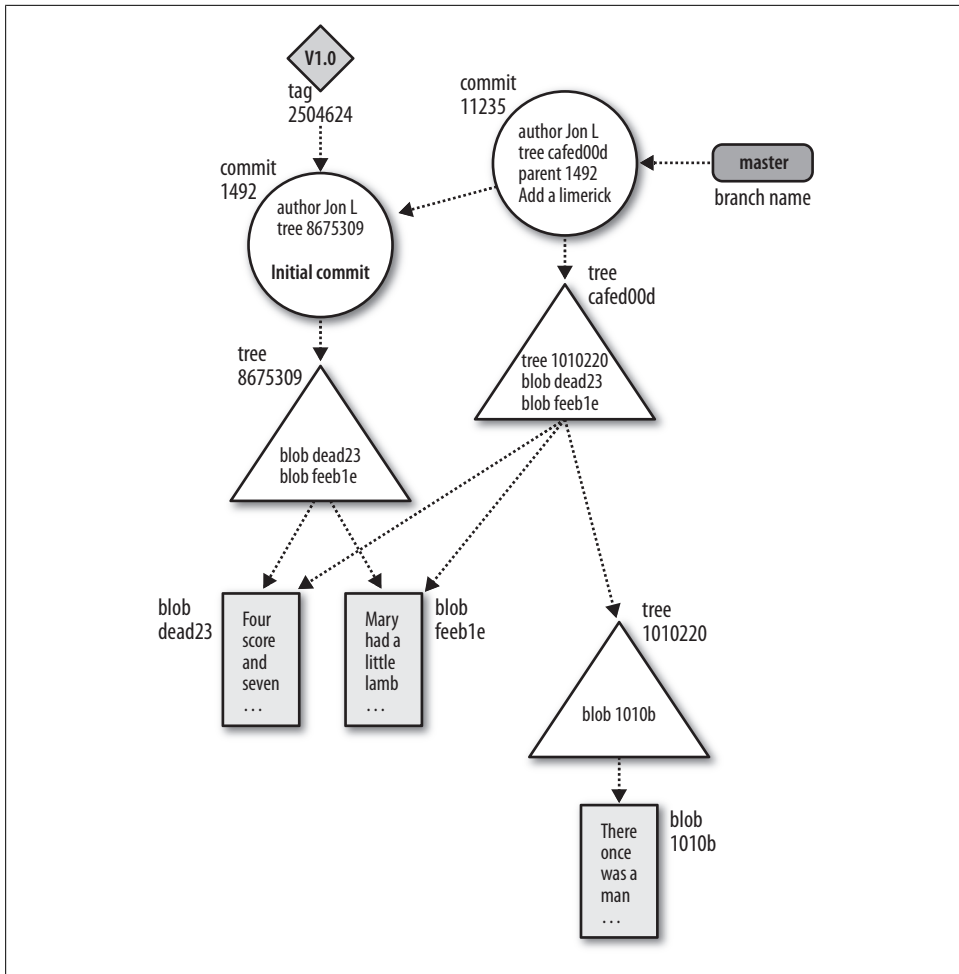 V1.0
tag
2504624
commit
11235
author Jon L
tree cafed00d
parent 1492
Add a limerick
master
branch name
commit
1492
author Jon L
tree 8675309
Initial commit
tree
cafed00d
tree 1010220
blob dead23
blob feeb1e
tree
8675309
blob dead23
blob feeb1e
blob
dead23
Four
score
and
seven
...
Mary
had a
little
lamb
...
blob
feeb1e
tree
1010220
blob 1010b
There
once
was a
man
...
blob
1010b